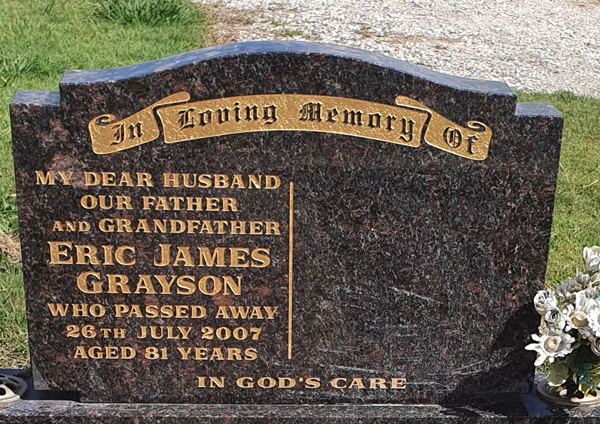 In Loving Memory Of
MY DEAR HUSBAND
OUR FATHER
AND GRANDFATHER
ERIC JAMES
GRAYSON
WHO PASSED AWAY
26TH JULY 2007
AGED 81 YEARS
IN GOD'S CARE